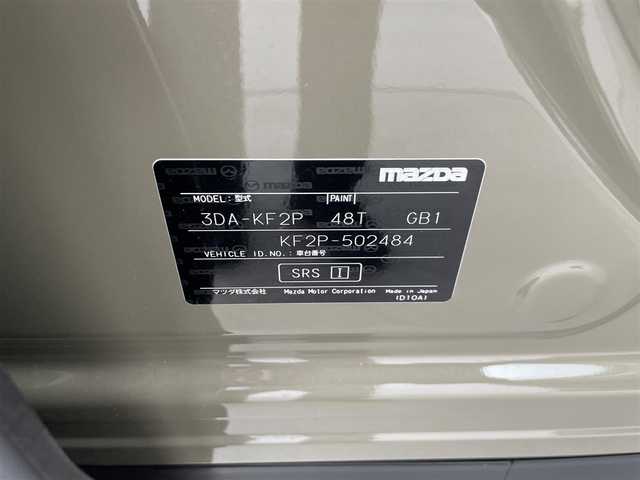 mazda
MODEL:型式 PAINT
3DA-KF2P 48T GB1
KF2P-502484
VEHICLE ID.NO.:車台番号
SRS I
マツダ株式会社 Mazda Motor Corporation Made in Japan
ID10A1